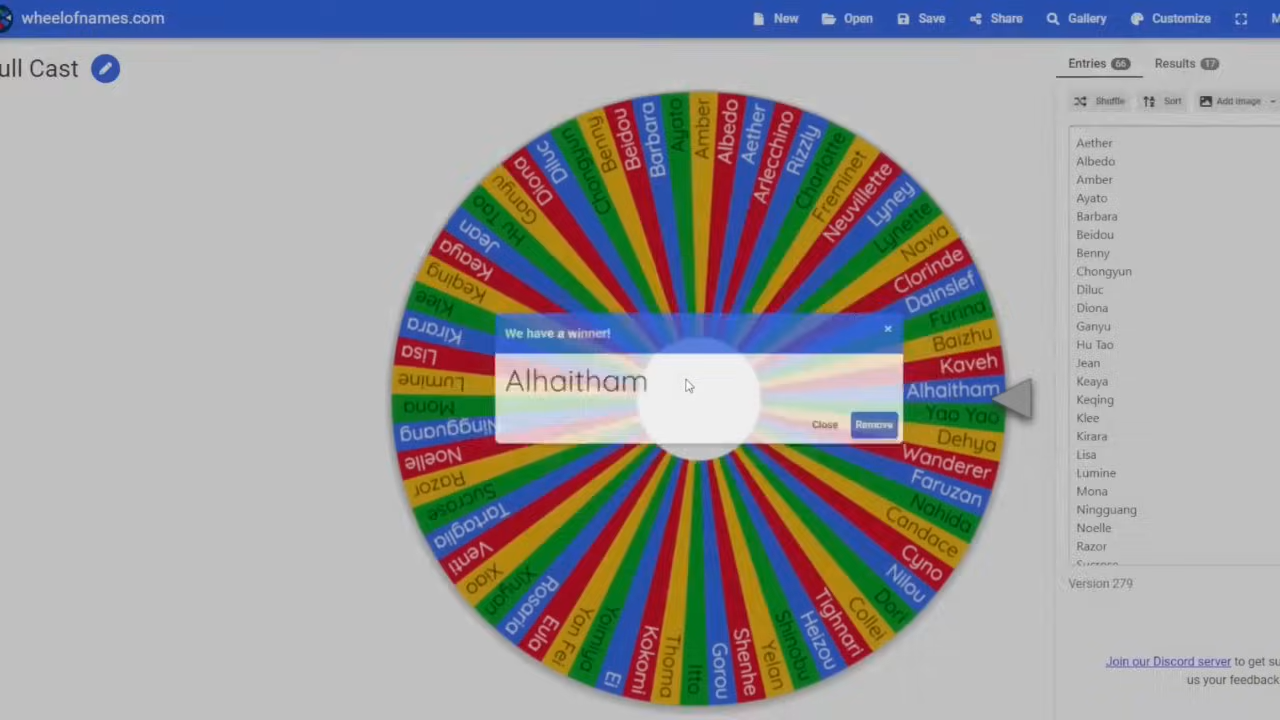 wheelofnames.com
New
Open
Save
Share
Gallery
Customize
M
ull Cast
Entries 66
Results 17
Shuffle
Sort
Add image
Amber
Albedo
Aether
Arlecchino
Rizzly
Charlotte
Freminet
Neuvillette
Lyney
Lynette
Navia
Clorinde
Dainslef
Furina
Baizhu
Kaveh
Alhaitham
Yao Yao
Dehya
Wanderer
Faruzan
Nahida
Candace
Cyno
Nilou
Dori
Collei
Tighnari
Heizou
Shinobu
Yelan
Shenhe
Gorou
Itto
Thoma
Kokomi
Ei
Yoimiya
Yan Fei
Eula
Rosaria
Xinyan
Xiao
Venti
Tartaglia
Sucrose
Razor
Noelle
Ningguang
Mona
Lumine
Lisa
Kirara
Klee
Keqing
Keaya
Jean
Hu Tao
Ganyu
Diona
Diluc
Chongyun
Benny
Beidou
Barbara
Ayato
We have a winner!
×
Alhaitham
Close
Remove
Aether
Albedo
Amber
Ayato
Barbara
Beidou
Benny
Chongyun
Diluc
Diona
Ganyu
Hu Tao
Jean
Keaya
Keqing
Klee
Kirara
Lisa
Lumine
Mona
Ningguang
Noelle
Razor
Sucrose
Version 279
Join our Discord server to get su
us your feedback